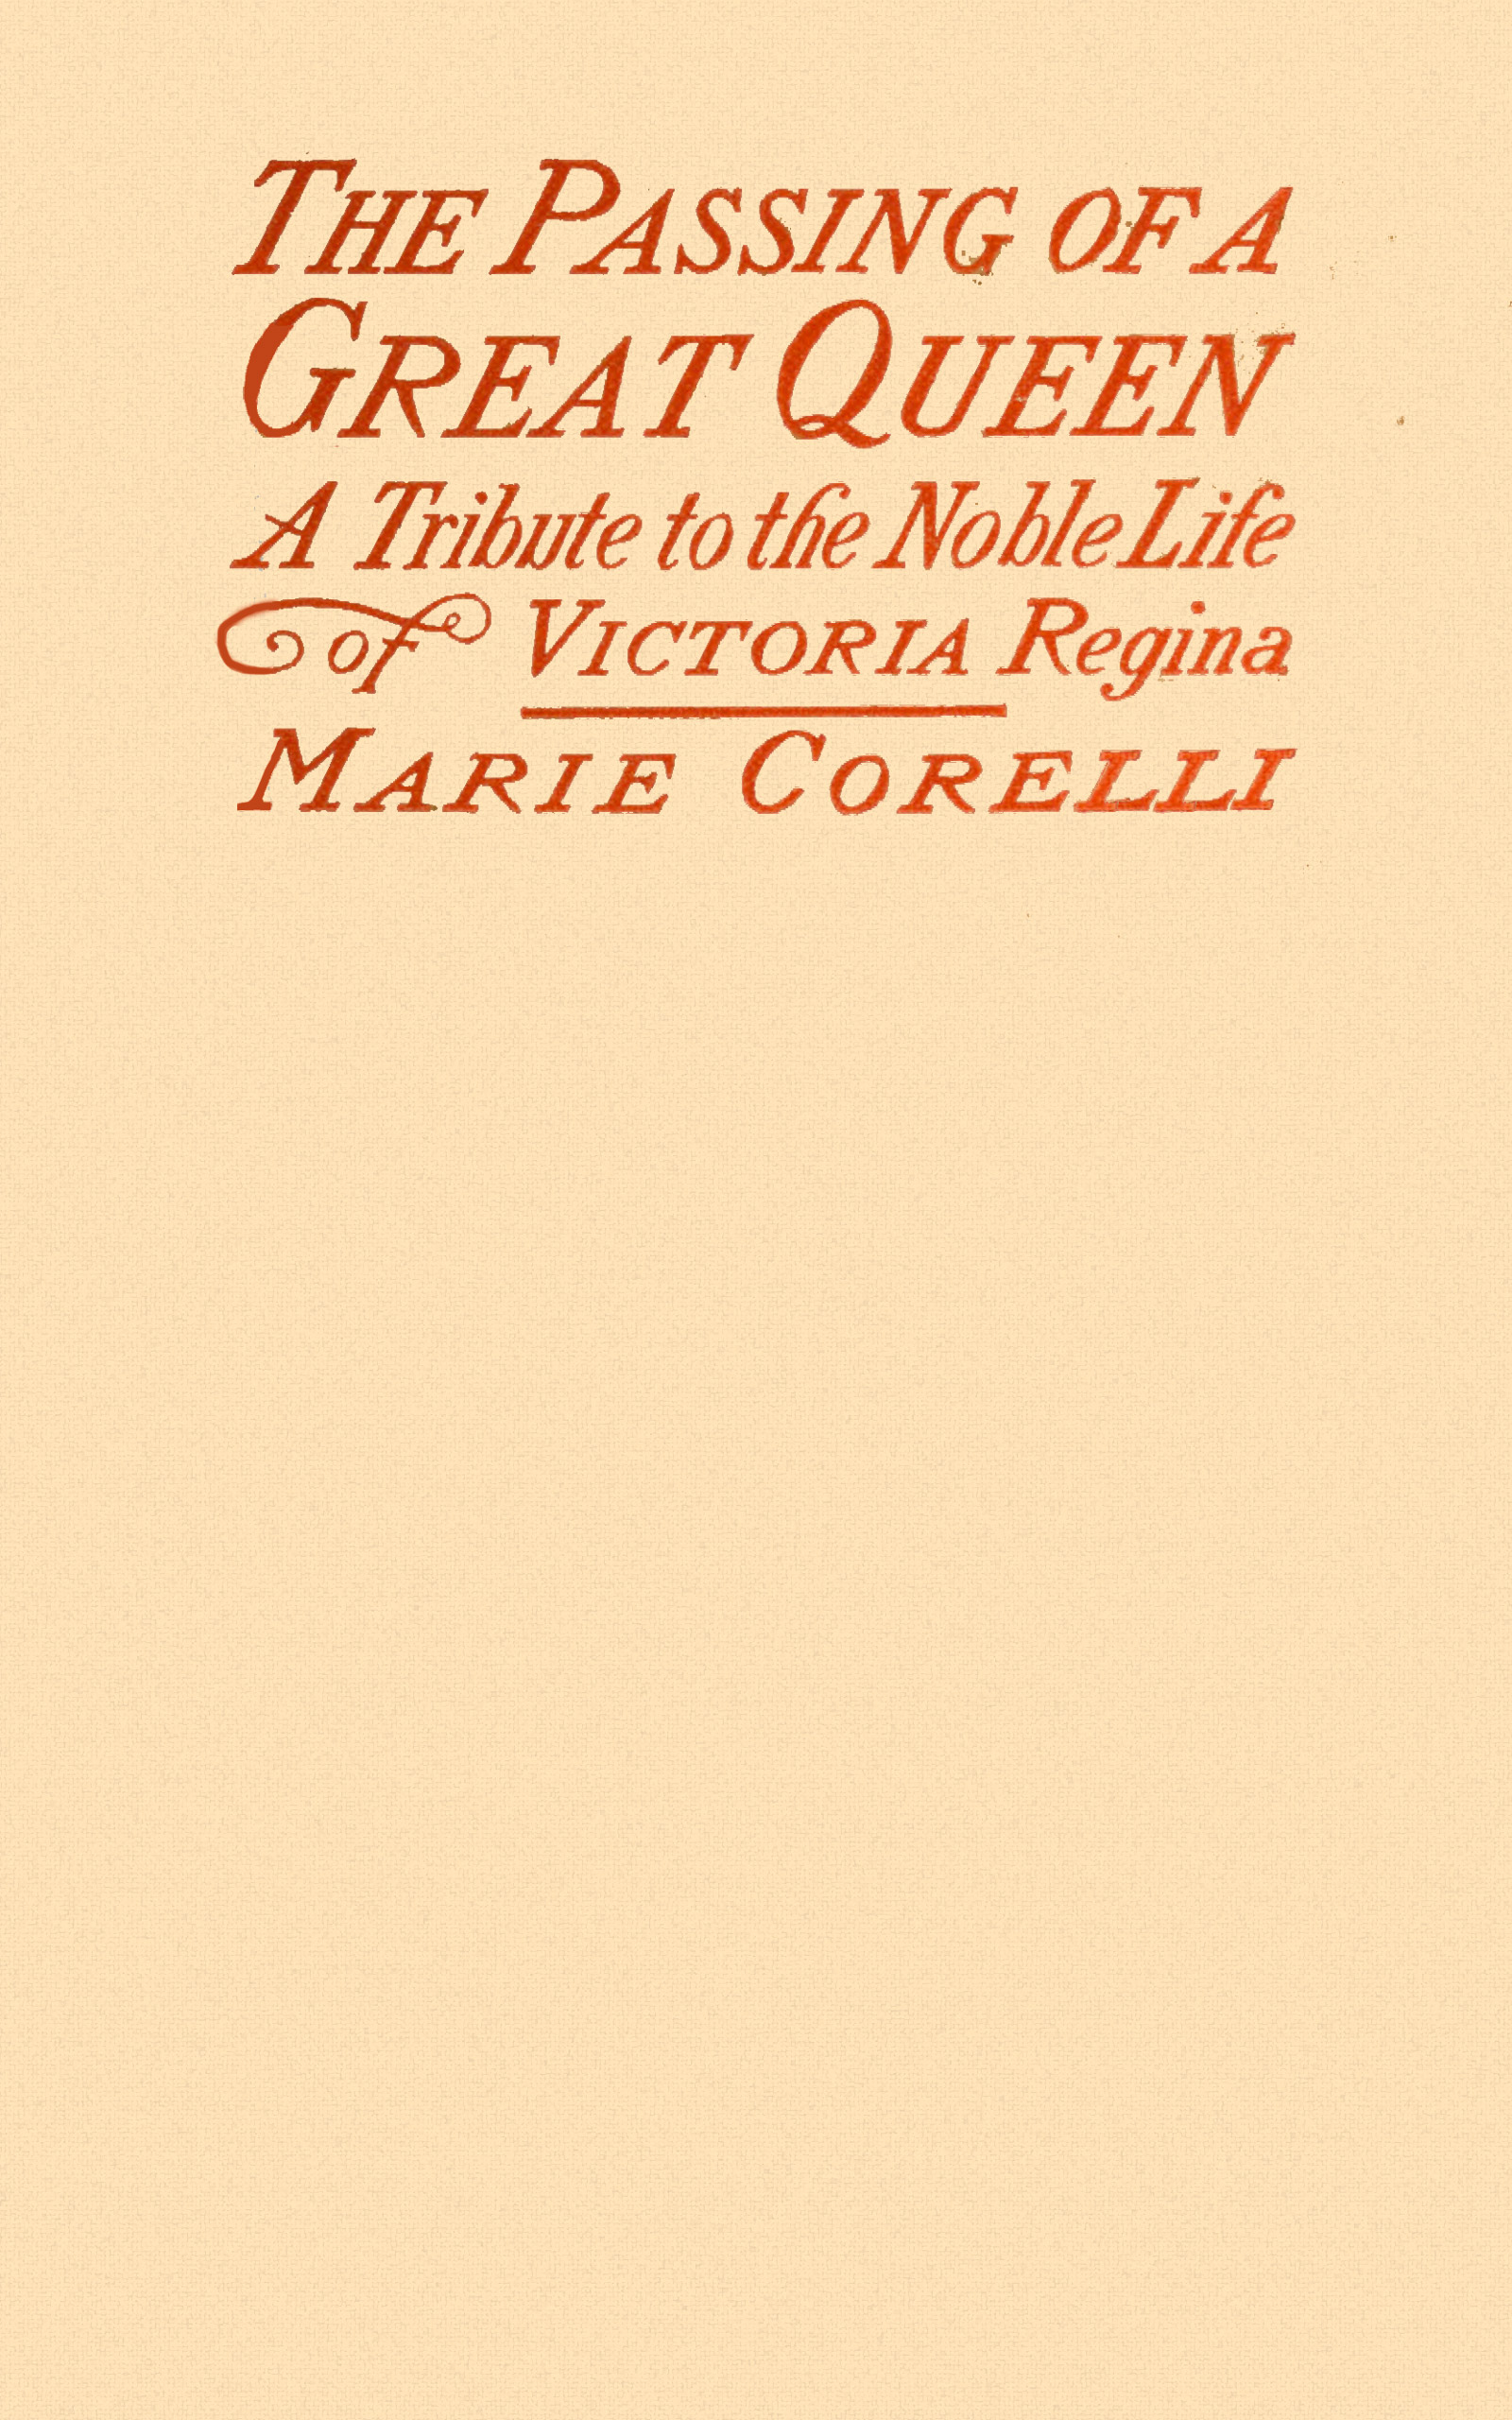 THE PASSING OF A
GREAT QUEEN
A Tribute to the Noble Life
of VICTORIA Regina
MARIE CORELLI